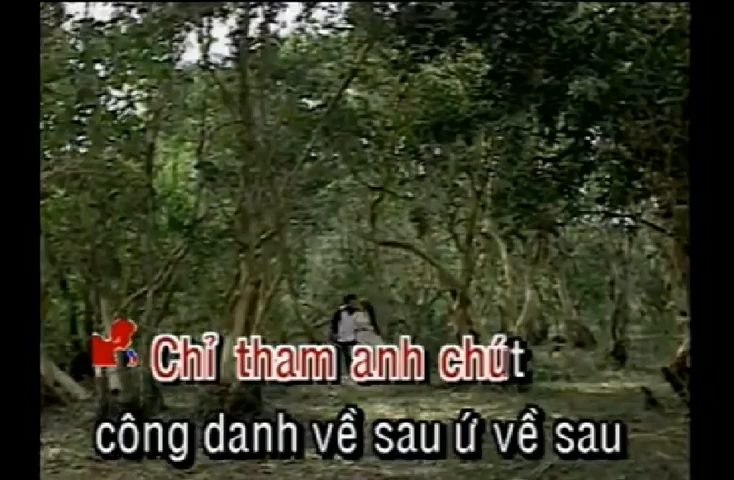 Chỉ tham anh chút
công danh về sau ứ về sau